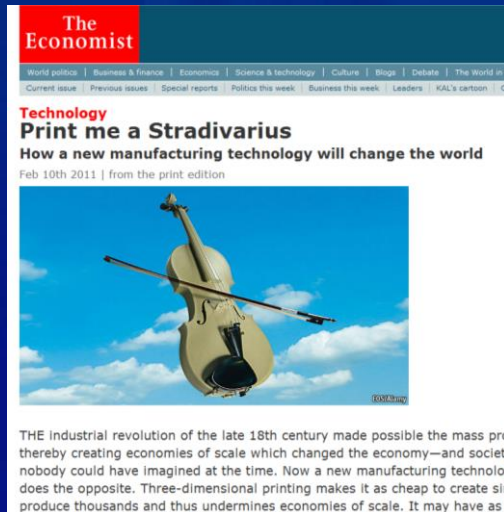 The
Economist
World politics | Business & finance | Economics | Science & technology | Culture | Blogs | Debate | The World in
Current issue | Previous issues | Special reports | Politics this week | Business this week | Leaders | KAL's cartoon |
Technology
Print me a Stradivarius
How a new manufacturing technology will change the world
Feb 10th 2011 | from the print edition
EOS/Alamy
THE industrial revolution of the late 18th century made possible the mass pro
thereby creating economies of scale which changed the economy—and societ
nobody could have imagined at the time. Now a new manufacturing technolo
does the opposite. Three-dimensional printing makes it as cheap to create si
produce thousands and thus undermines economies of scale. It may have as